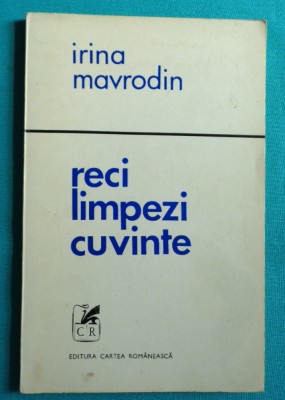 irina
mavrodin
reci
limpezi
cuvinte
CR
EDITURA CARTEA ROMÂNEASCĂ